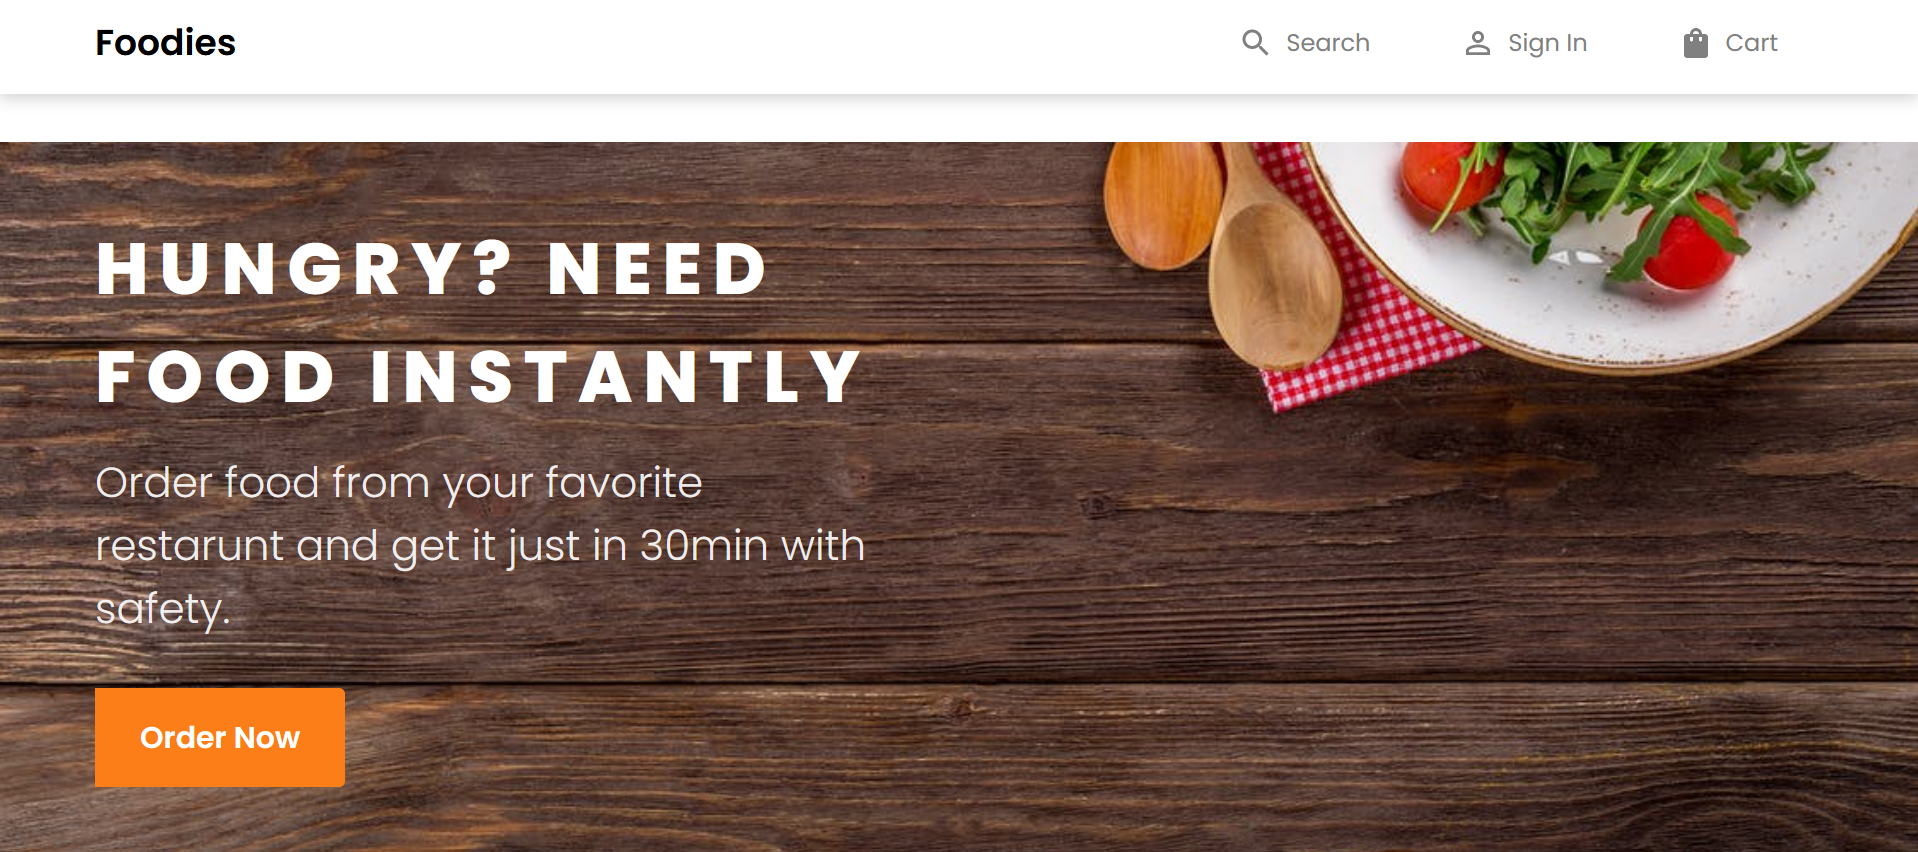 Foodies
Search
Sign In
Cart
HUNGRY? NEED
FOOD INSTANTLY
Order food from your favorite
restarunt and get it just in 30min with
safety.
Order Now